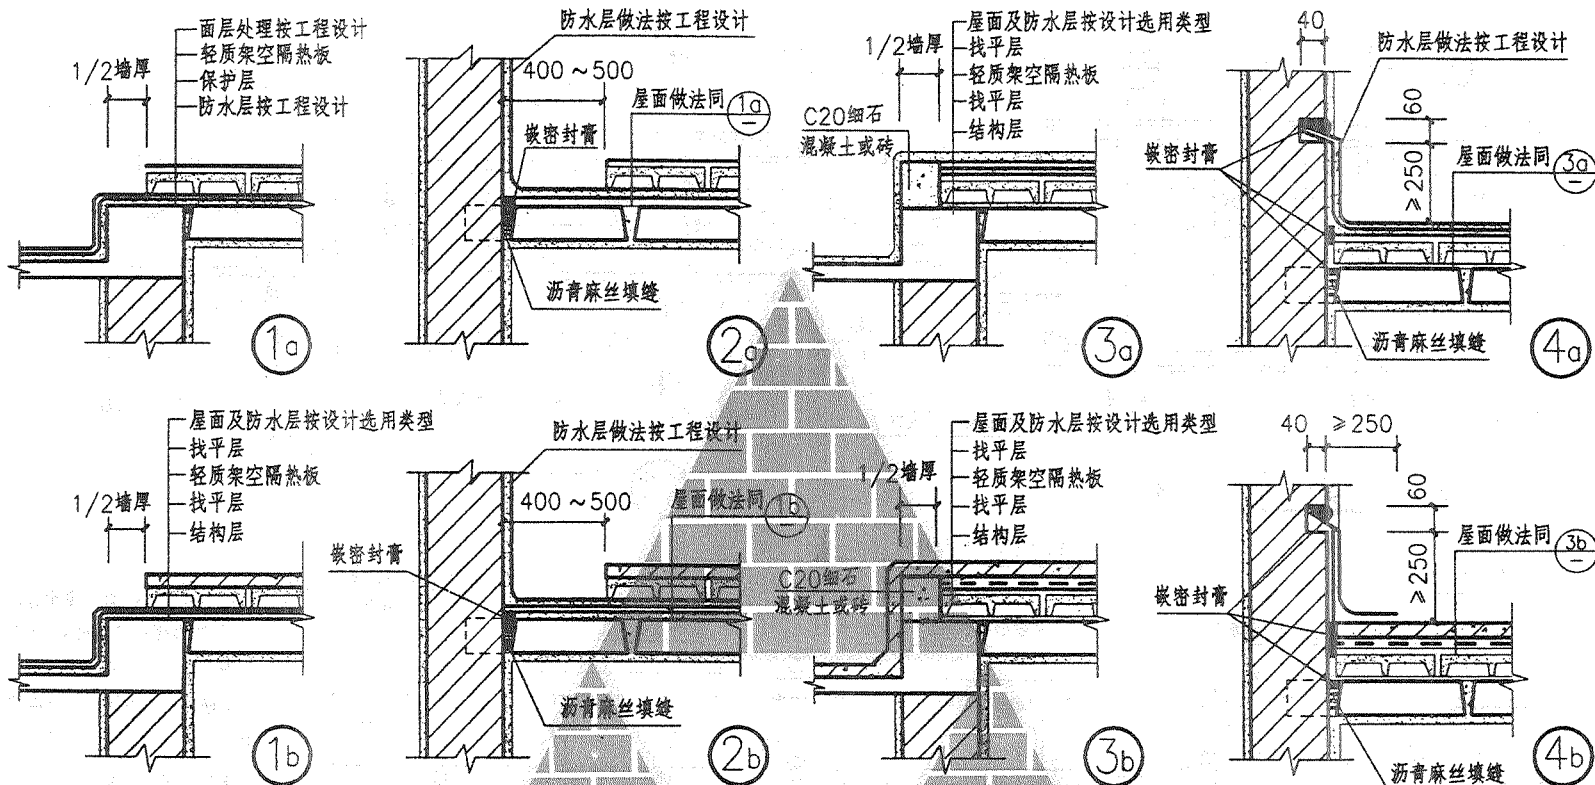 面层处理按工程设计
轻质架空隔热板
保护层
防水层按工程设计
1/2墙厚
1a
防水层做法按工程设计
400～500
屋面做法同 1a
—
嵌密封膏
沥青麻丝填缝
2a
屋面及防水层按设计选用类型
找平层
轻质架空隔热板
找平层
结构层
1/2墙厚
C20细石
混凝土或砖
3a
40
防水层做法按工程设计
60
≥250
嵌密封膏
屋面做法同 3a
—
沥青麻丝填缝
4a
屋面及防水层按设计选用类型
找平层
轻质架空隔热板
找平层
结构层
1/2墙厚
1b
防水层做法按工程设计
400～500
屋面做法同 1b
—
嵌密封膏
沥青麻丝填缝
2b
屋面及防水层按设计选用类型
找平层
轻质架空隔热板
找平层
结构层
1/2墙厚
C20细石
混凝土或砖
3b
40 ≥250
60
≥250
屋面做法同 3b
—
嵌密封膏
沥青麻丝填缝
4b